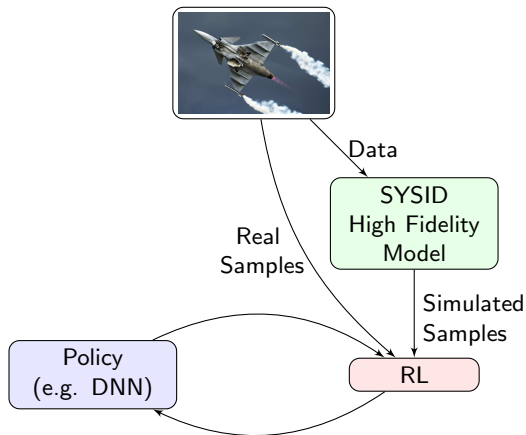 Data
SYSID
High Fidelity
Model
Real
Samples
Simulated
Samples
Policy
(e.g. DNN)
RL